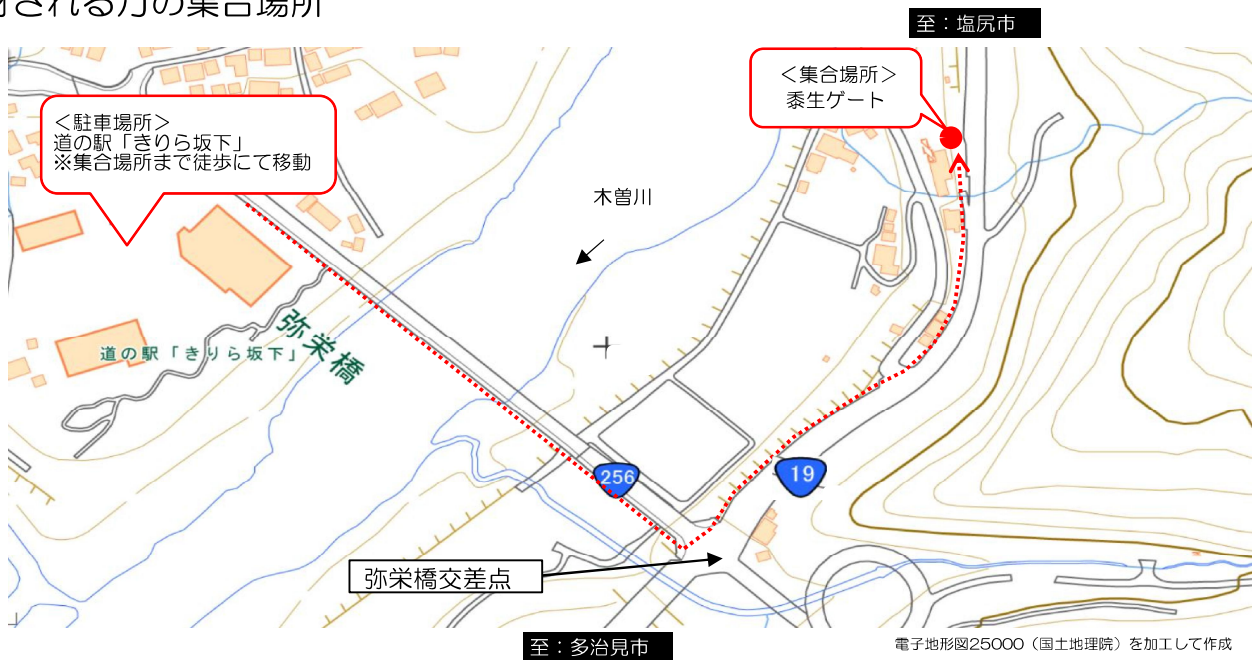 される方の集合場所
至：塩尻市
＜集合場所＞
黍生ゲート
＜駐車場所＞
道の駅「きりら坂下」
※集合場所まで徒歩にて移動
木曽川
弥栄橋
道の駅「きりら坂下」
256
19
弥栄橋交差点
至：多治見市
電子地形図25000（国土地理院）を加工して作成